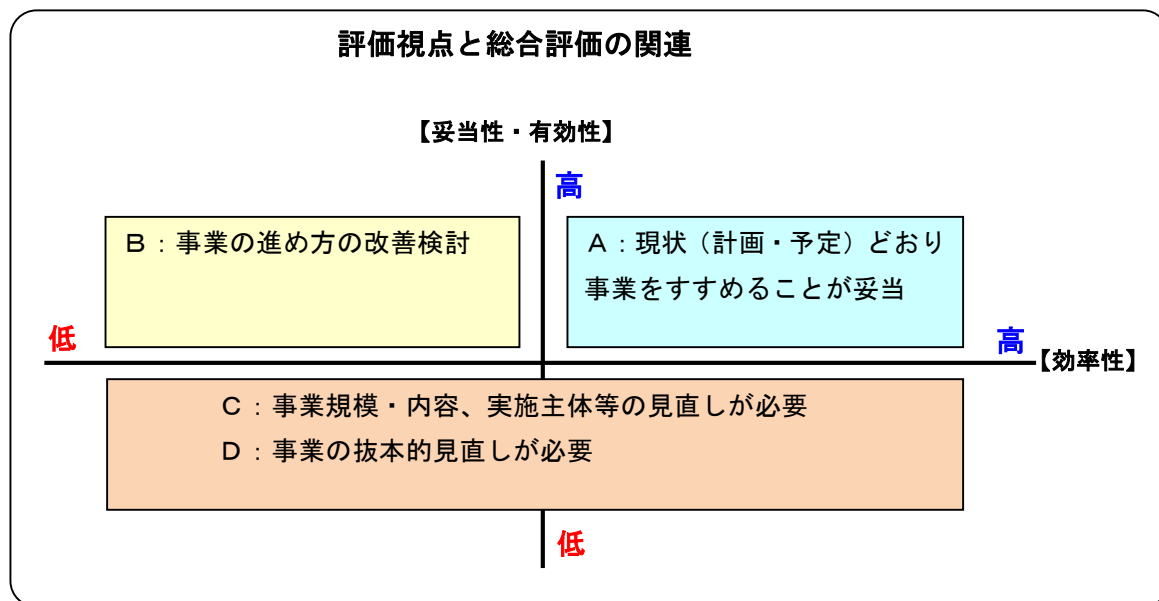 評価視点と総合評価の関連
【妥当性・有効性】
高
B：事業の進め方の改善検討
A：現状（計画・予定）どおり
事業をすすめることが妥当
低
高
【効率性】
C：事業規模・内容、実施主体等の見直しが必要
D：事業の抜本的見直しが必要
低